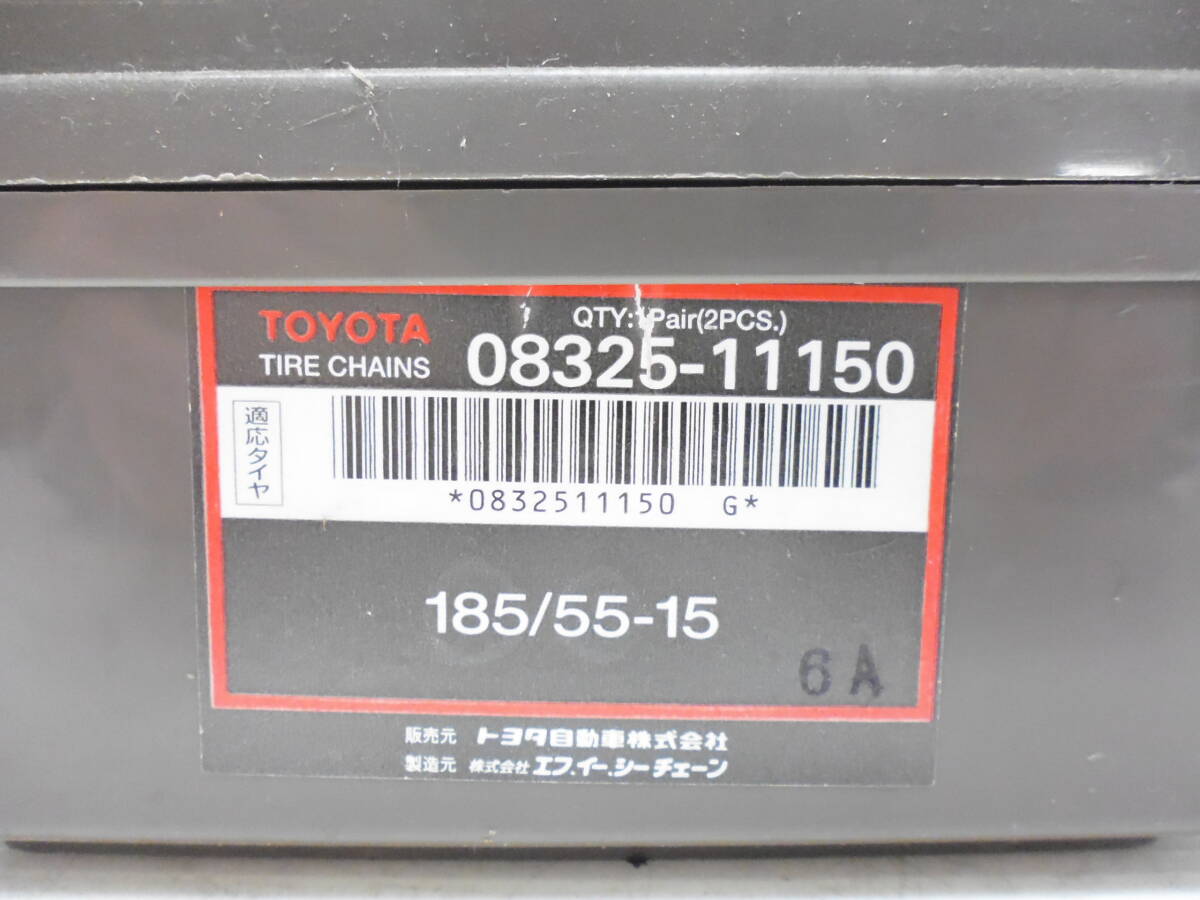 TOYOTA
TIRE CHAINS
QTY:1Pair(2PCS.)
08325-11150
適応タイヤ
*0832511150 G*
185/55-15
6A
販売元 トヨタ自動車株式会社
製造元 株式会社 エフ.イー.シーチェーン